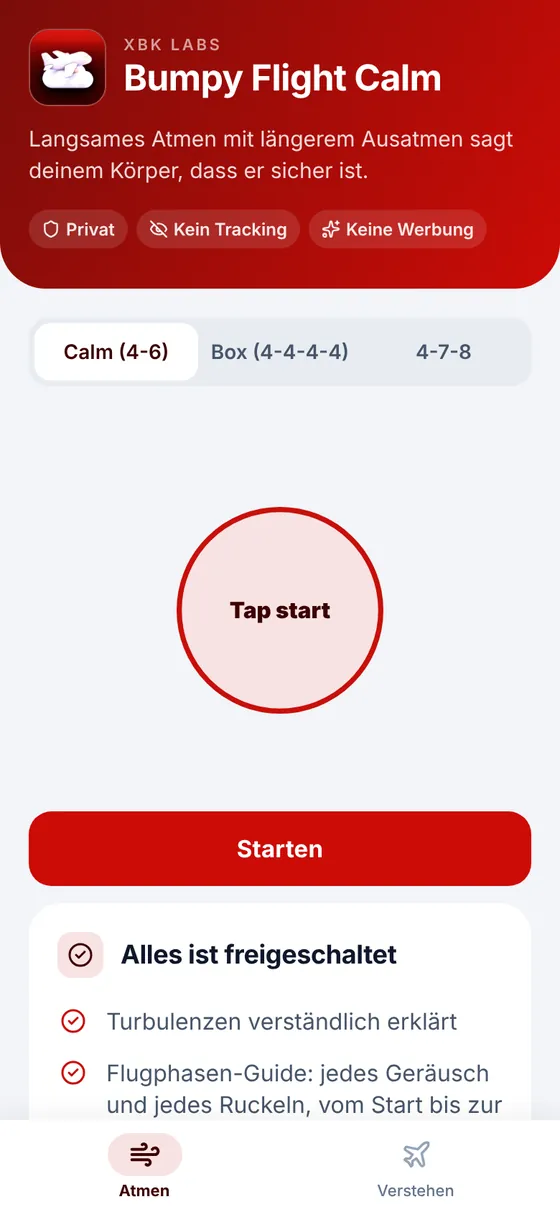 XBK LABS
Bumpy Flight Calm
Langsames Atmen mit längerem Ausatmen sagt
deinem Körper, dass er sicher ist.
Privat
Kein Tracking
Keine Werbung
Calm (4-6)
Box (4-4-4-4)
4-7-8
Tap start
Starten
Alles ist freigeschaltet
Turbulenzen verständlich erklärt
Flugphasen-Guide: jedes Geräusch
und jedes Ruckeln, vom Start bis zur
Atmen
Verstehen